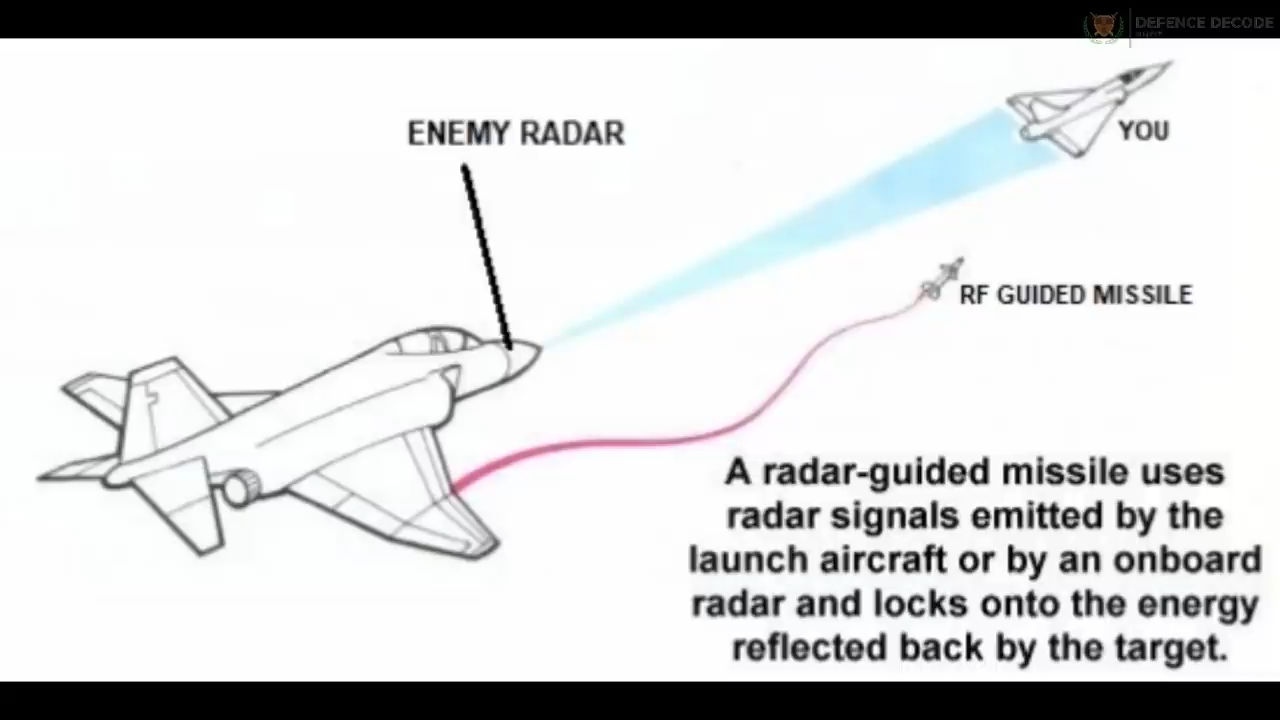 DEFENCE DECODE
ENEMY RADAR
YOU
RF GUIDED MISSILE
A radar-guided missile uses
radar signals emitted by the
launch aircraft or by an onboard
radar and locks onto the energy
reflected back by the target.